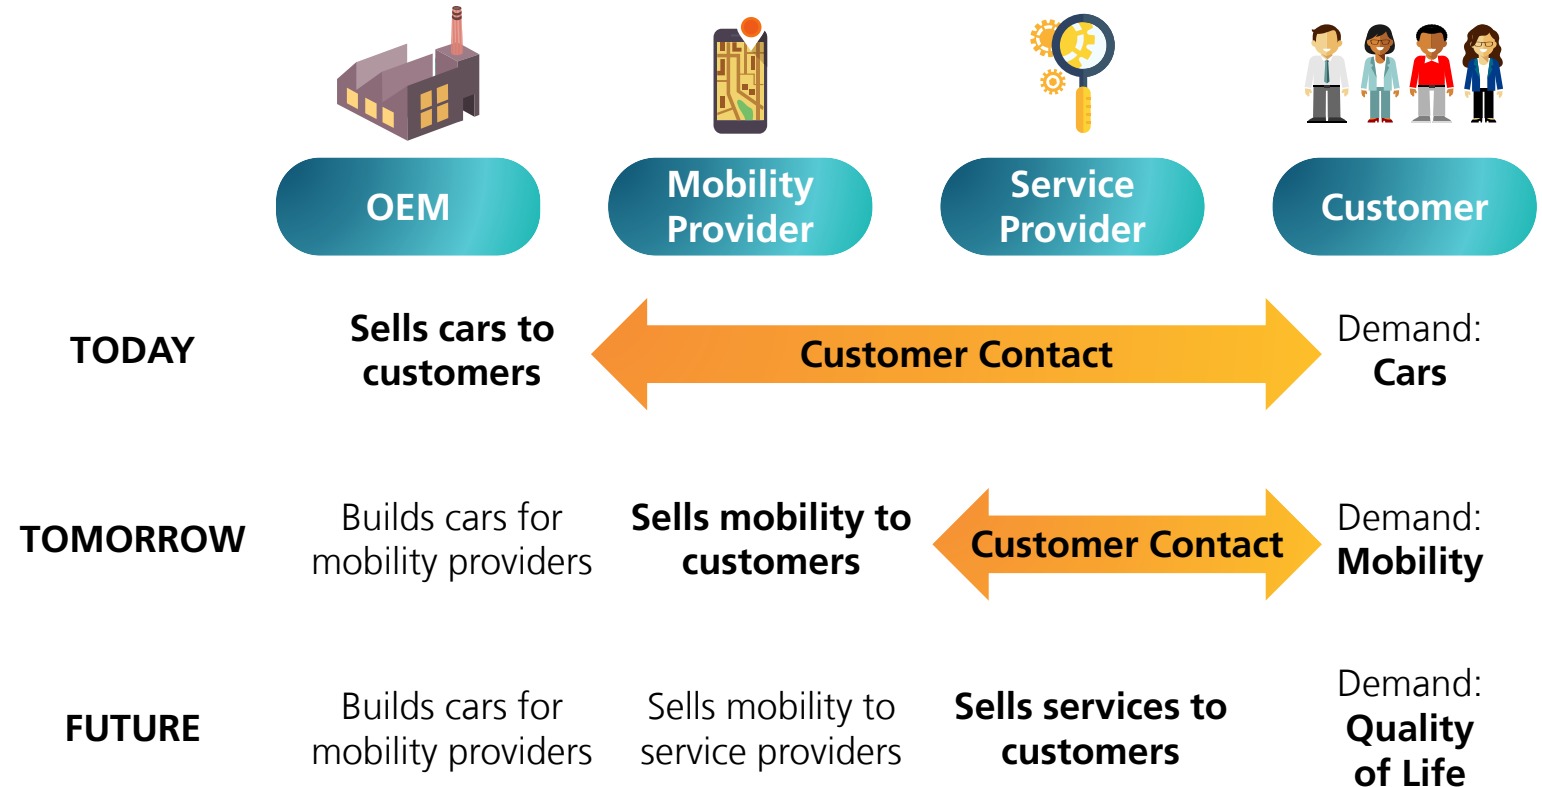 OEM
Mobility
Provider
Service
Provider
Customer
TODAY
Sells cars to
customers
Customer Contact
Demand:
Cars
TOMORROW
Builds cars for
mobility providers
Sells mobility to
customers
Customer Contact
Demand:
Mobility
FUTURE
Builds cars for
mobility providers
Sells mobility to
service providers
Sells services to
customers
Demand:
Quality
of Life